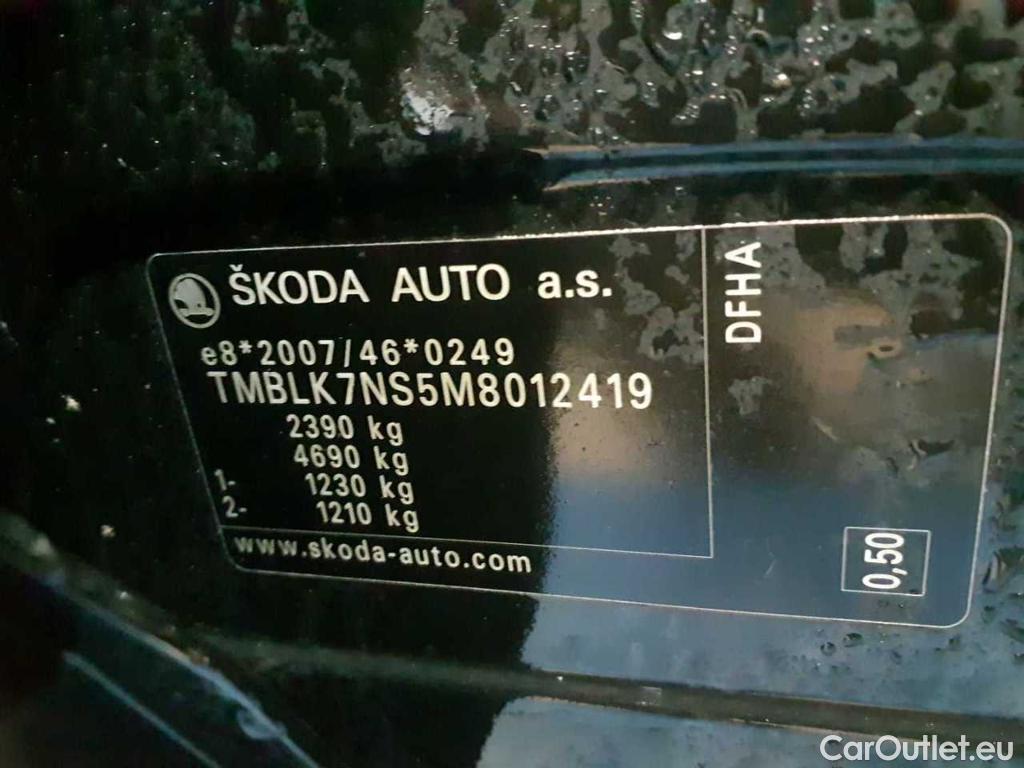 ŠKODA AUTO a.s.
e8*2007/46*0249
TMBLK7NS5M8012419
2390 kg
4690 kg
1- 1230 kg
2- 1210 kg
www.skoda-auto.com
DFHA
0,50
CarOutlet.eu